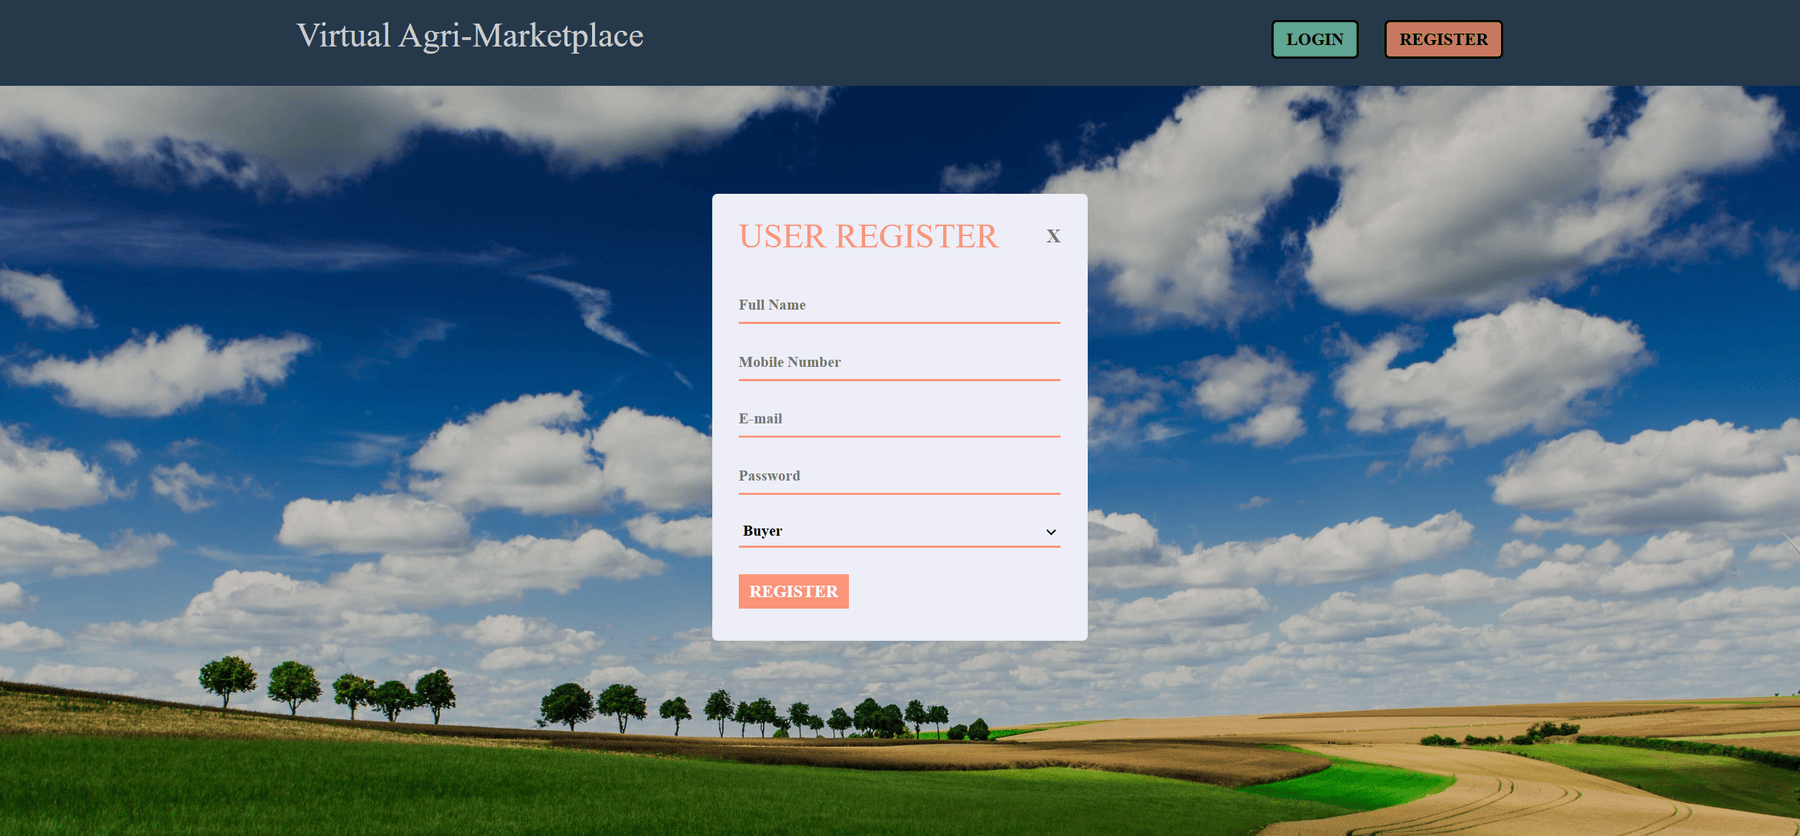 Virtual Agri-Marketplace
LOGIN
REGISTER
USER REGISTER
X
Full Name
Mobile Number
E-mail
Password
Buyer
REGISTER